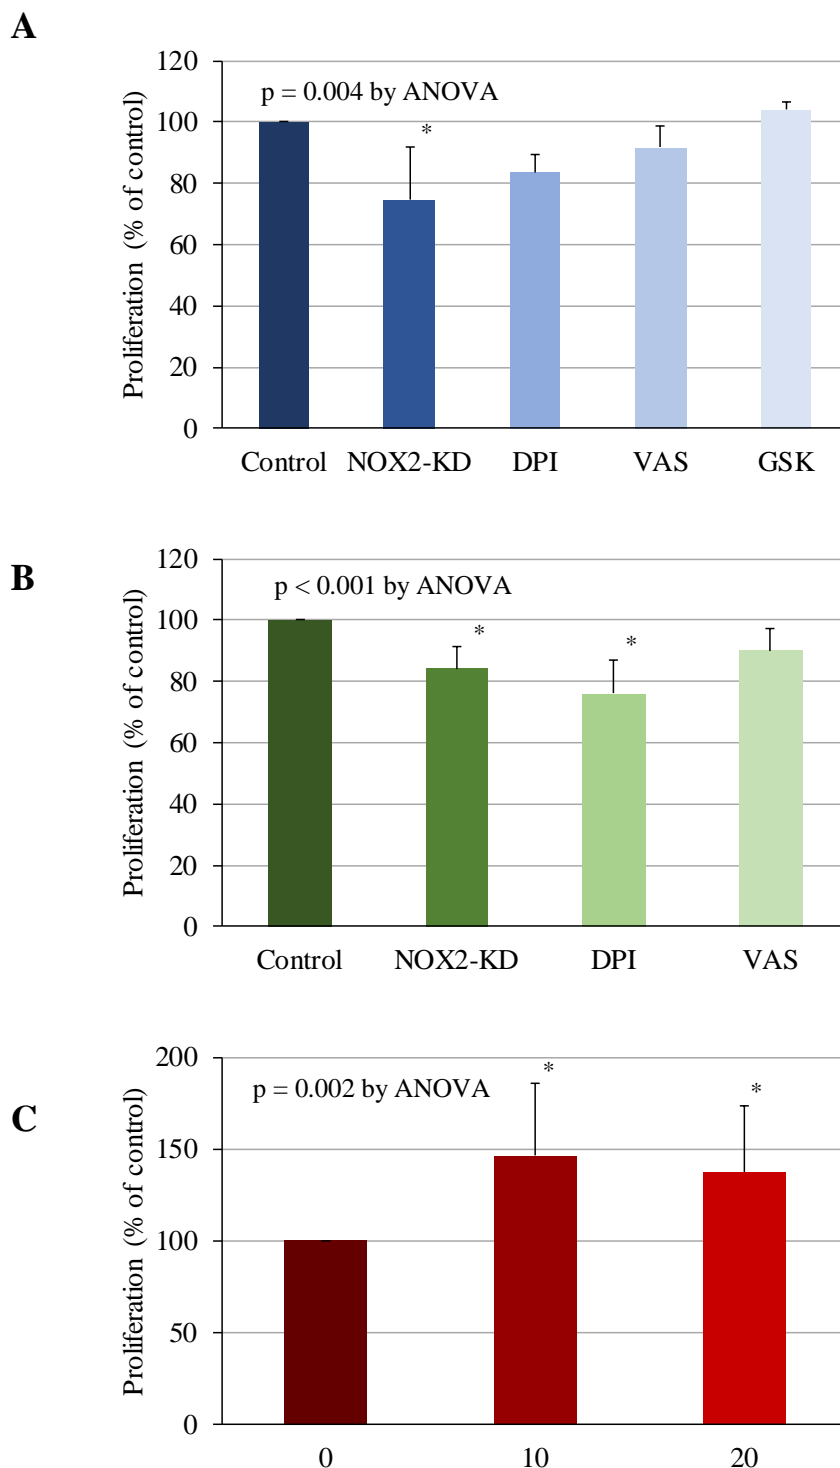 A
Proliferation (% of control)
120
100
80
60
40
20
0
p = 0.004 by ANOVA
*
Control NOX2-KD DPI VAS GSK
B
Proliferation (% of control)
120
100
80
60
40
20
0
p < 0.001 by ANOVA
* *
Control NOX2-KD DPI VAS
C
Proliferation (% of control)
200
150
100
50
0
p = 0.002 by ANOVA
* *
0 10 20